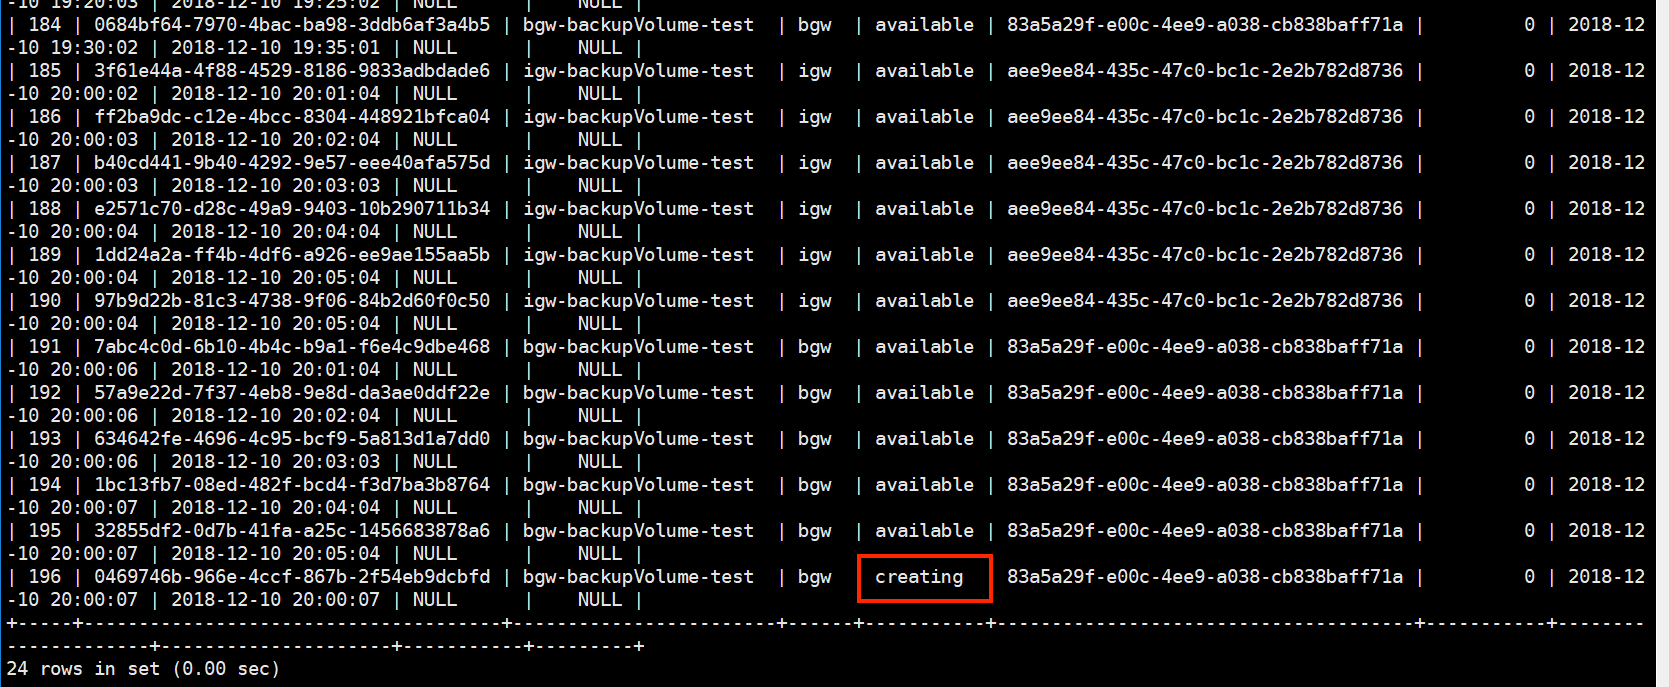 -10 19:20:03 | 2018-12-10 19:25:02 | NULL      |    NULL |
| 184 | 0684bf64-7970-4bac-ba98-3ddb6af3a4b5 | bgw-backupVolume-test  | bgw  | available | 83a5a29f-e00c-4ee9-a038-cb838baff71a |         0 | 2018-12
-10 19:30:02 | 2018-12-10 19:35:01 | NULL      |    NULL |
| 185 | 3f61e44a-4f88-4529-8186-9833adbdade6 | igw-backupVolume-test  | igw  | available | aee9ee84-435c-47c0-bc1c-2e2b782d8736 |         0 | 2018-12
-10 20:00:02 | 2018-12-10 20:01:04 | NULL      |    NULL |
| 186 | ff2ba9dc-c12e-4bcc-8304-448921bfca04 | igw-backupVolume-test  | igw  | available | aee9ee84-435c-47c0-bc1c-2e2b782d8736 |         0 | 2018-12
-10 20:00:03 | 2018-12-10 20:02:04 | NULL      |    NULL |
| 187 | b40cd441-9b40-4292-9e57-eee40afa575d | igw-backupVolume-test  | igw  | available | aee9ee84-435c-47c0-bc1c-2e2b782d8736 |         0 | 2018-12
-10 20:00:03 | 2018-12-10 20:03:03 | NULL      |    NULL |
| 188 | e2571c70-d28c-49a9-9403-10b290711b34 | igw-backupVolume-test  | igw  | available | aee9ee84-435c-47c0-bc1c-2e2b782d8736 |         0 | 2018-12
-10 20:00:04 | 2018-12-10 20:04:04 | NULL      |    NULL |
| 189 | 1dd24a2a-ff4b-4df6-a926-ee9ae155aa5b | igw-backupVolume-test  | igw  | available | aee9ee84-435c-47c0-bc1c-2e2b782d8736 |         0 | 2018-12
-10 20:00:04 | 2018-12-10 20:05:04 | NULL      |    NULL |
| 190 | 97b9d22b-81c3-4738-9f06-84b2d60f0c50 | igw-backupVolume-test  | igw  | available | aee9ee84-435c-47c0-bc1c-2e2b782d8736 |         0 | 2018-12
-10 20:00:04 | 2018-12-10 20:05:04 | NULL      |    NULL |
| 191 | 7abc4c0d-6b10-4b4c-b9a1-f6e4c9dbe468 | bgw-backupVolume-test  | bgw  | available | 83a5a29f-e00c-4ee9-a038-cb838baff71a |         0 | 2018-12
-10 20:00:06 | 2018-12-10 20:01:04 | NULL      |    NULL |
| 192 | 57a9e22d-7f37-4eb8-9e8d-da3ae0ddf22e | bgw-backupVolume-test  | bgw  | available | 83a5a29f-e00c-4ee9-a038-cb838baff71a |         0 | 2018-12
-10 20:00:06 | 2018-12-10 20:02:04 | NULL      |    NULL |
| 193 | 634642fe-4696-4c95-bcf9-5a813d1a7dd0 | bgw-backupVolume-test  | bgw  | available | 83a5a29f-e00c-4ee9-a038-cb838baff71a |         0 | 2018-12
-10 20:00:06 | 2018-12-10 20:03:03 | NULL      |    NULL |
| 194 | 1bc13fb7-08ed-482f-bcd4-f3d7ba3b8764 | bgw-backupVolume-test  | bgw  | available | 83a5a29f-e00c-4ee9-a038-cb838baff71a |         0 | 2018-12
-10 20:00:07 | 2018-12-10 20:04:04 | NULL      |    NULL |
| 195 | 32855df2-0d7b-41fa-a25c-1456683878a6 | bgw-backupVolume-test  | bgw  | available | 83a5a29f-e00c-4ee9-a038-cb838baff71a |         0 | 2018-12
-10 20:00:07 | 2018-12-10 20:05:04 | NULL      |    NULL |
| 196 | 0469746b-966e-4ccf-867b-2f54eb9dcbfd | bgw-backupVolume-test  | bgw    creating    83a5a29f-e00c-4ee9-a038-cb838baff71a |         0 | 2018-12
-10 20:00:07 | 2018-12-10 20:00:07 | NULL      |    NULL |
+-----+--------------------------------------+------------------------+------+-----------+--------------------------------------+-----------+--------
-------------+---------------------+-----------+---------+
24 rows in set (0.00 sec)